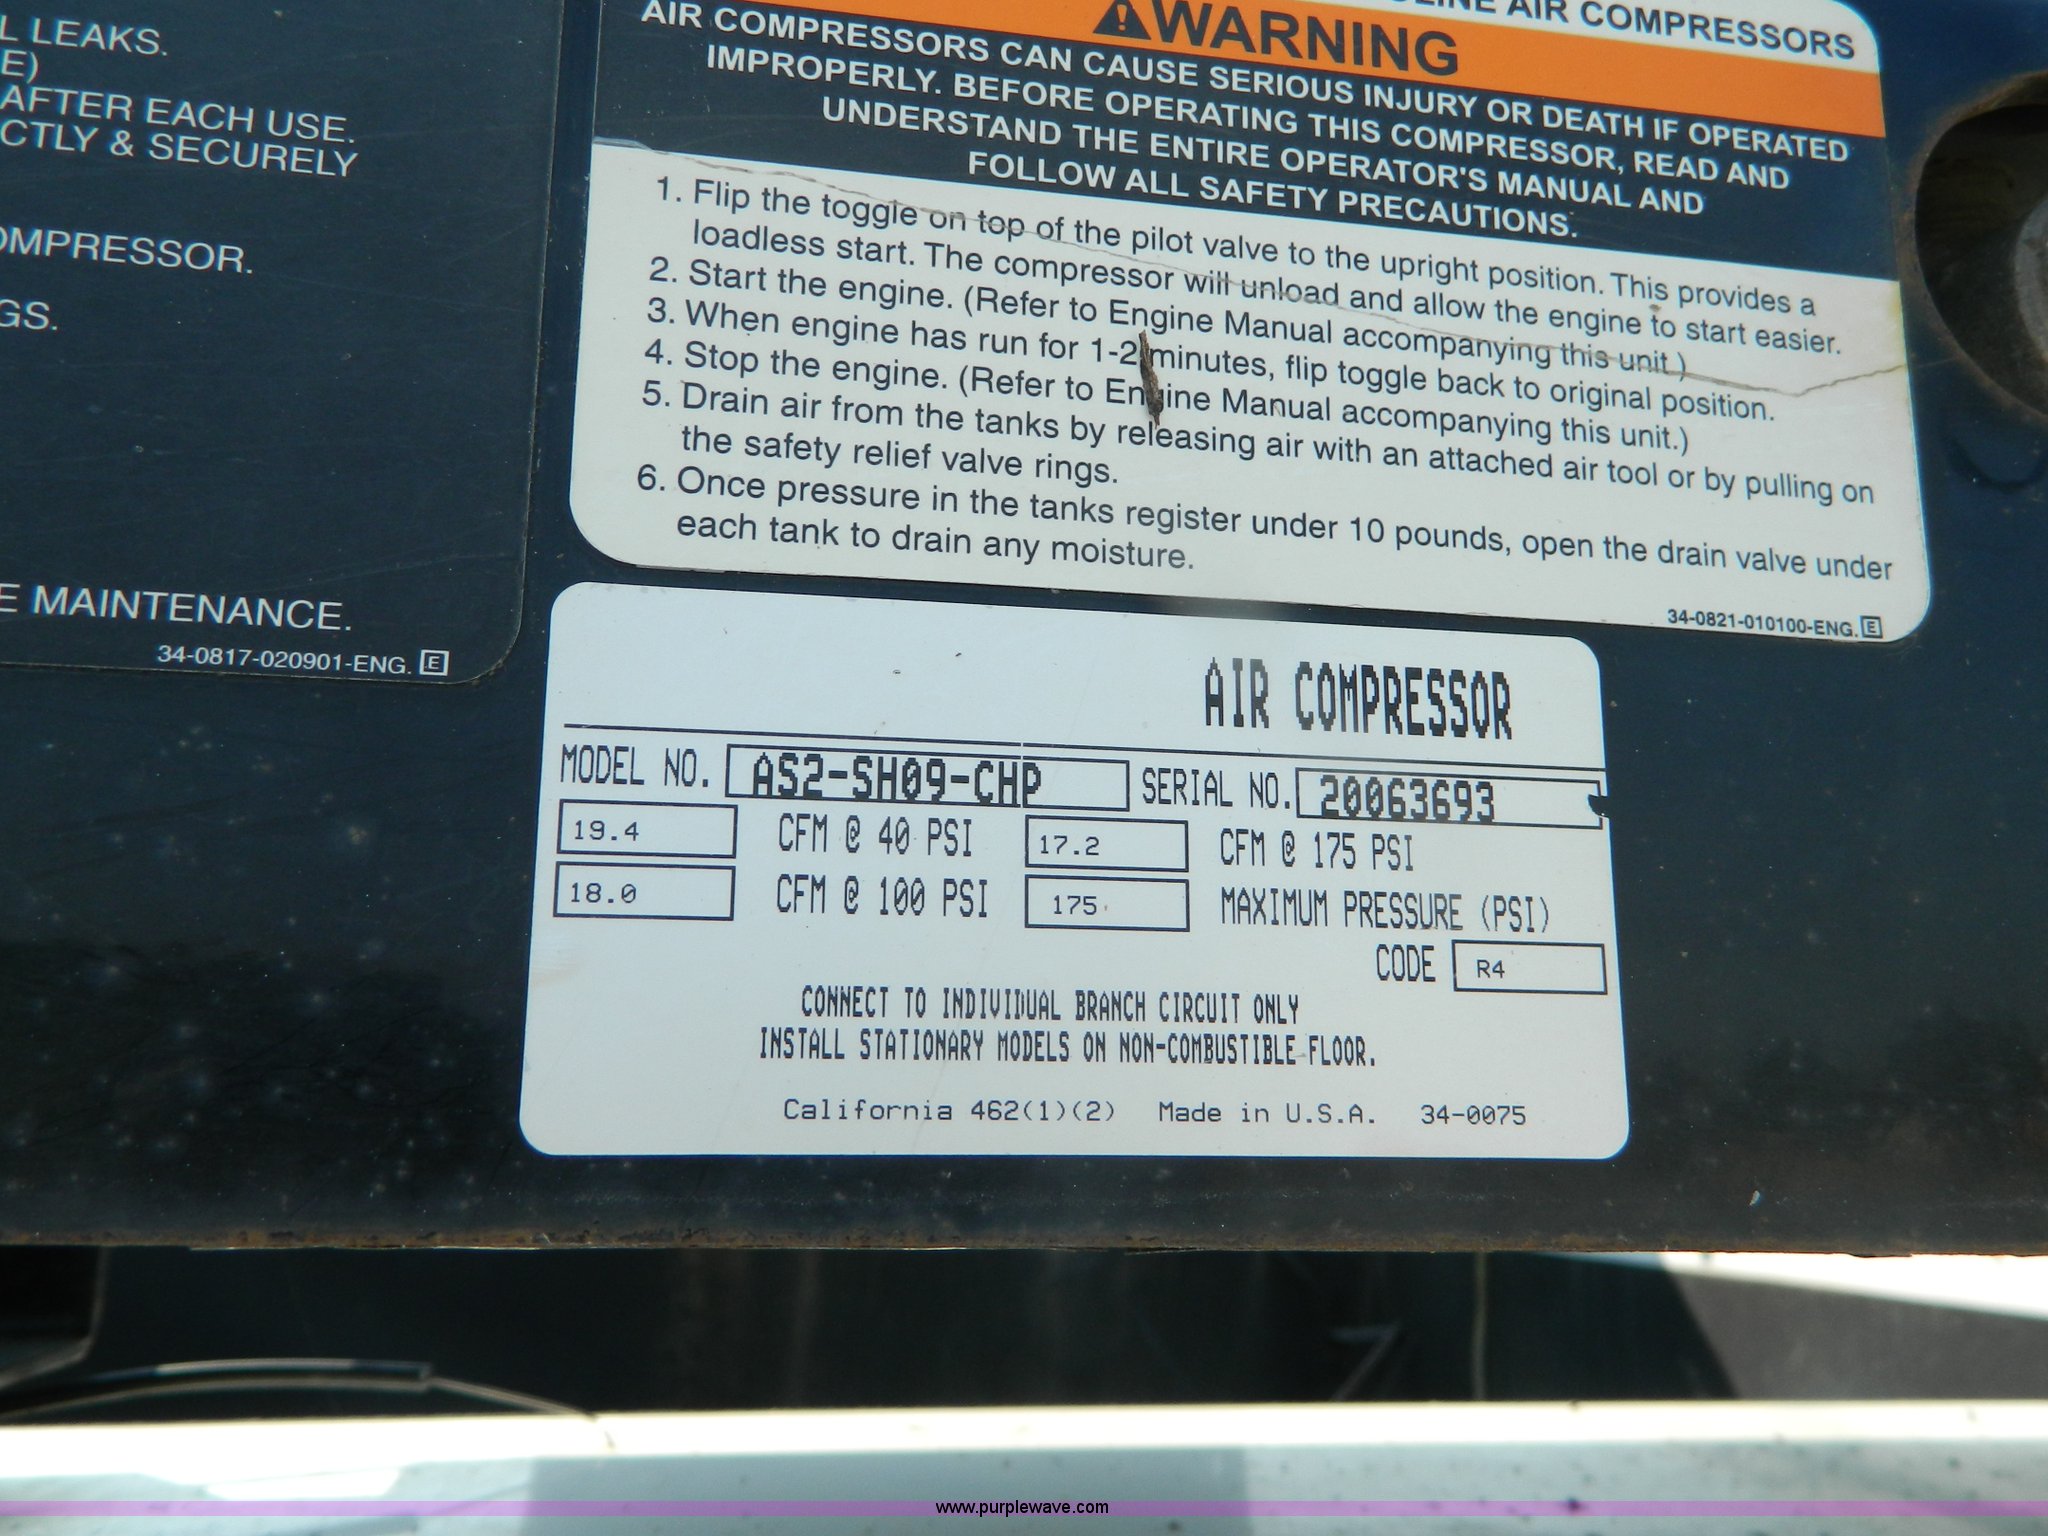 L LEAKS.
E)
AFTER EACH USE.
CTLY & SECURELY
OMPRESSOR.
GS.
E MAINTENANCE.
34-0817-020901-ENG. E
AIR COMPRESSORS
WARNING
AIR COMPRESSORS CAN CAUSE SERIOUS INJURY OR DEATH IF OPERATED
IMPROPERLY. BEFORE OPERATING THIS COMPRESSOR, READ AND
UNDERSTAND THE ENTIRE OPERATOR'S MANUAL AND
FOLLOW ALL SAFETY PRECAUTIONS.
1. Flip the toggle on top of the pilot valve to the upright position. This provides a
loadless start. The compressor will unload and allow the engine to start easier.
2. Start the engine. (Refer to Engine Manual accompanying this unit.)
3. When engine has run for 1-2 minutes, flip toggle back to original position.
4. Stop the engine. (Refer to Engine Manual accompanying this unit.)
5. Drain air from the tanks by releasing air with an attached air tool or by pulling on
the safety relief valve rings.
6. Once pressure in the tanks register under 10 pounds, open the drain valve under
each tank to drain any moisture.
34-0821-010100-ENG. E
AIR COMPRESSOR
MODEL NO. AS2-SH09-CHP SERIAL NO. 20063693
19.4 CFM @ 40 PSI 17.2 CFM @ 175 PSI
18.0 CFM @ 100 PSI 175 MAXIMUM PRESSURE (PSI)
CODE R4
CONNECT TO INDIVIDUAL BRANCH CIRCUIT ONLY
INSTALL STATIONARY MODELS ON NON-COMBUSTIBLE FLOOR.
California 462(1)(2) Made in U.S.A. 34-0075
www.purplewave.com